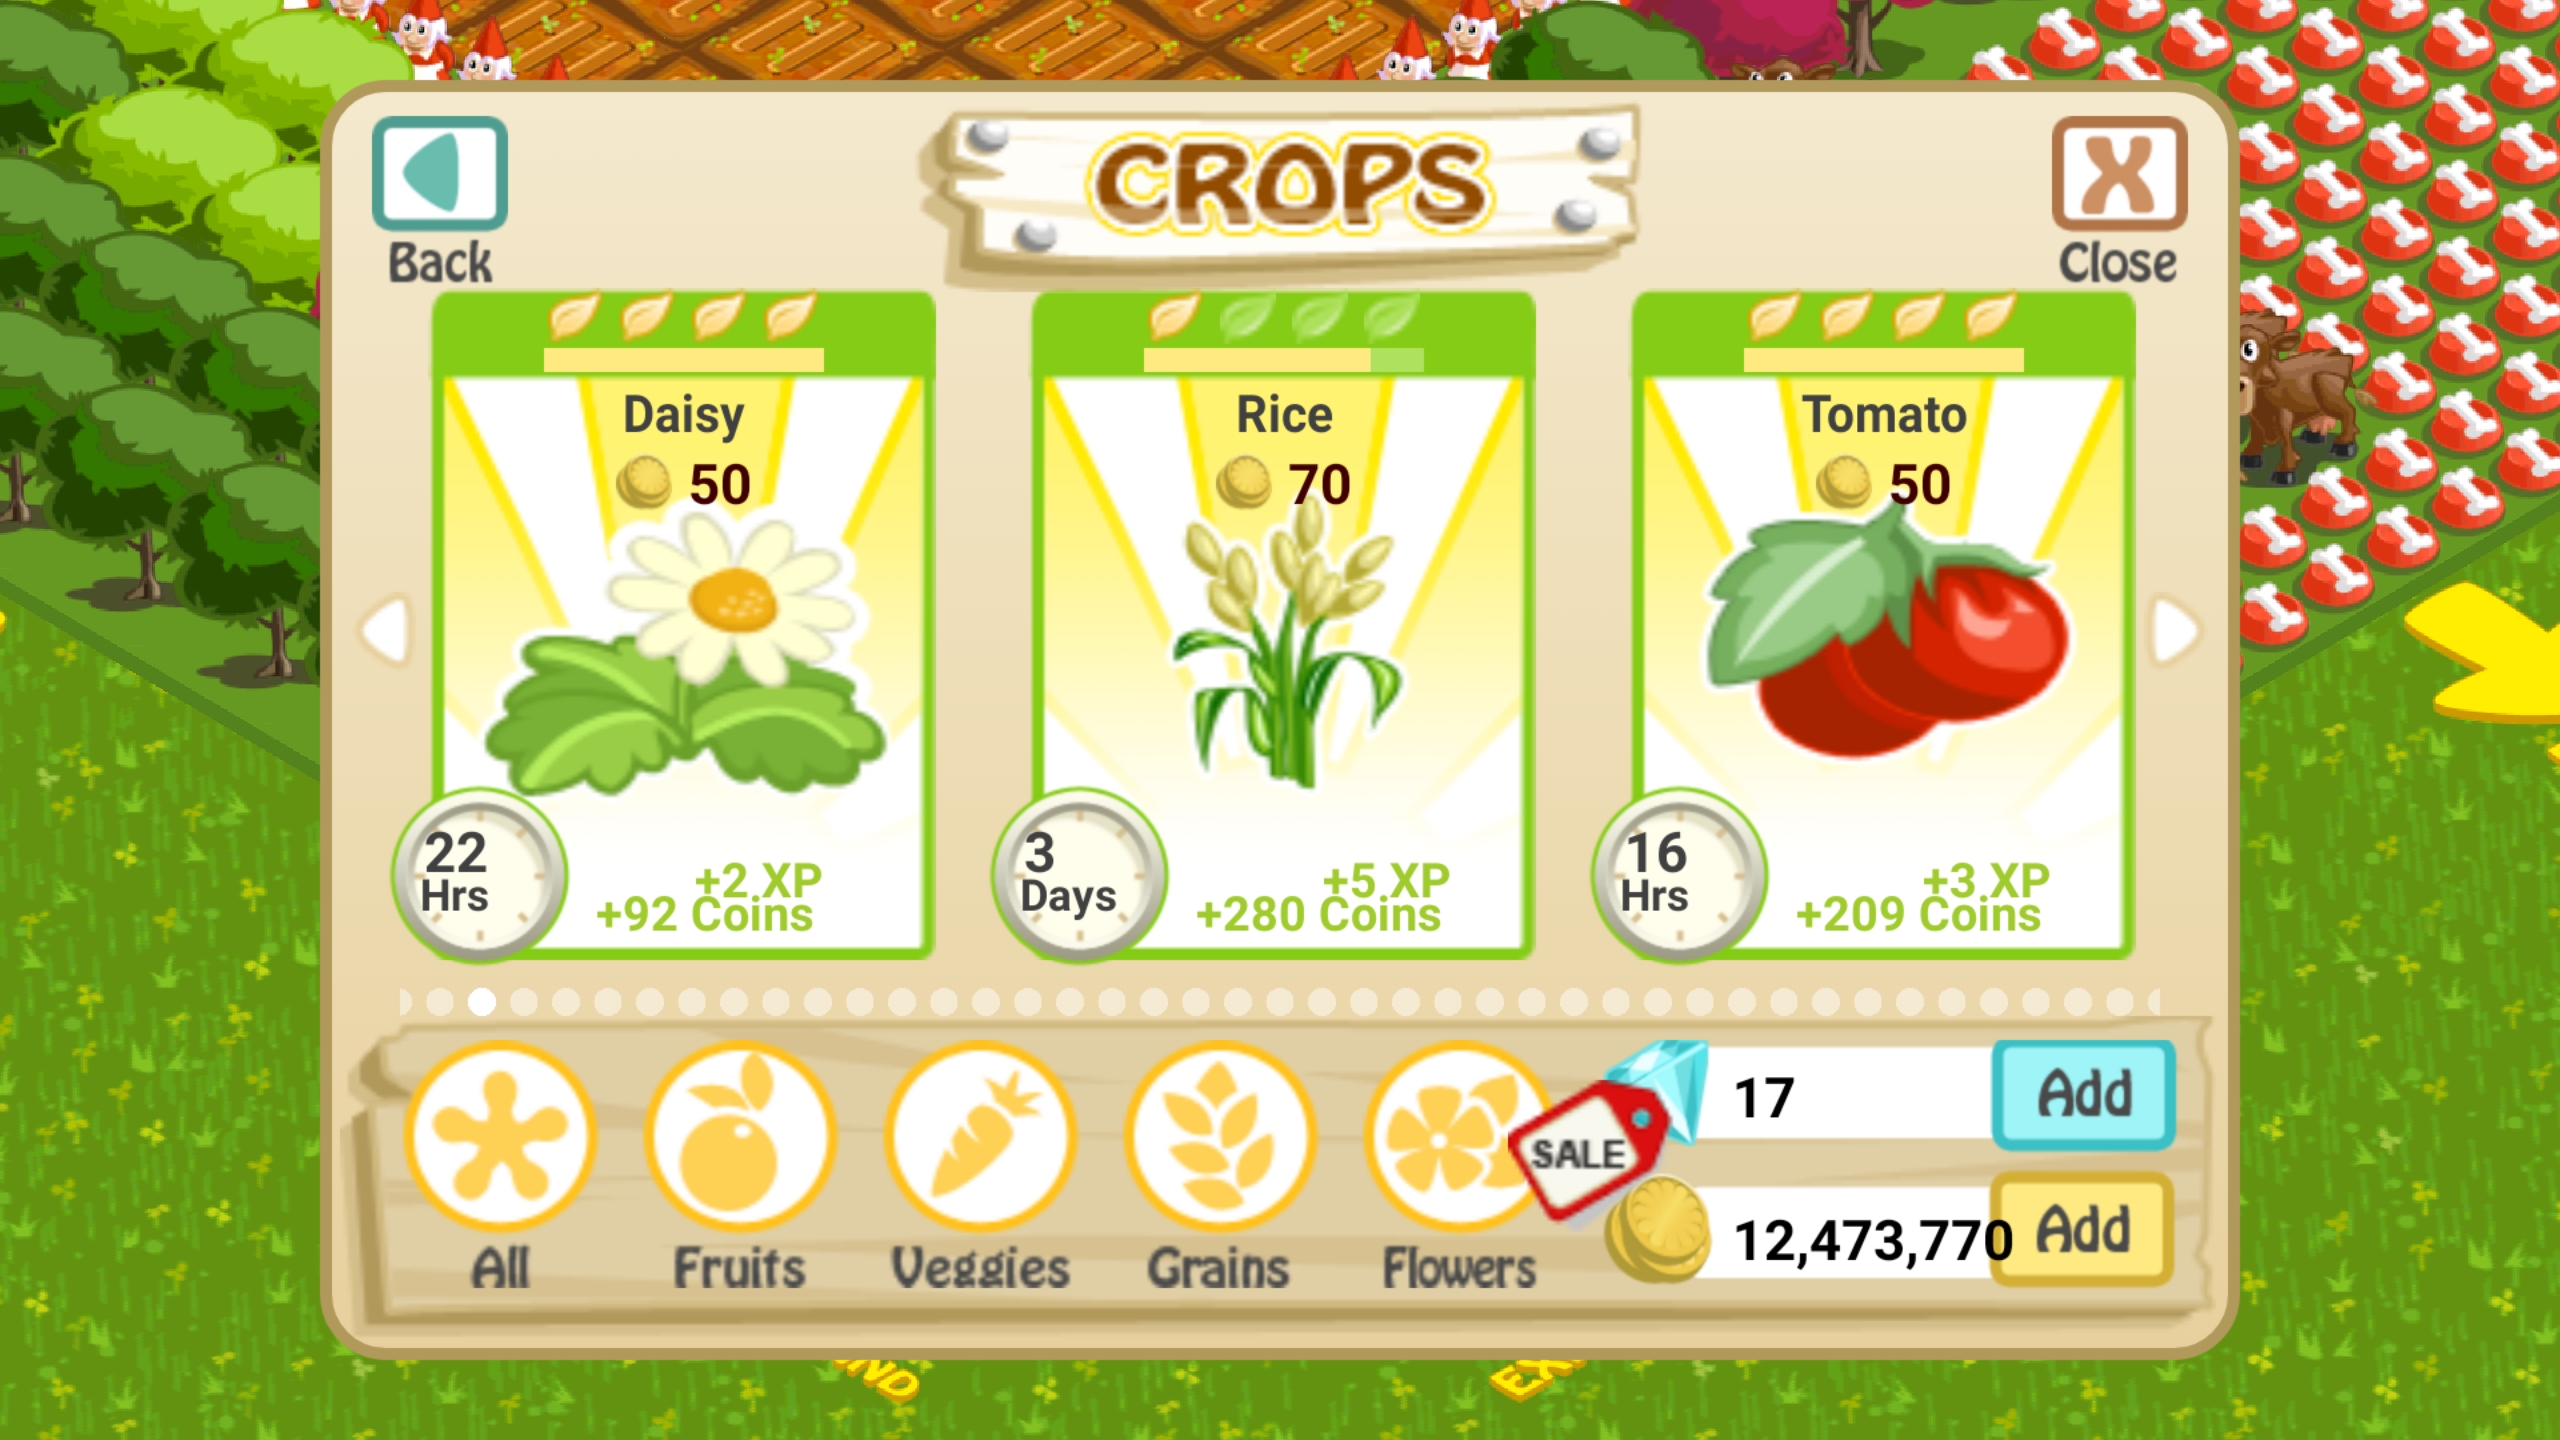 CROPS
Back
Close
Daisy
50
22
Hrs
+2 XP
+92 Coins
Rice
70
3
Days
+5 XP
+280 Coins
Tomato
50
16
Hrs
+3 XP
+209 Coins
All
Fruits
Veggies
Grains
Flowers
SALE
17
Add
12,473,770
Add